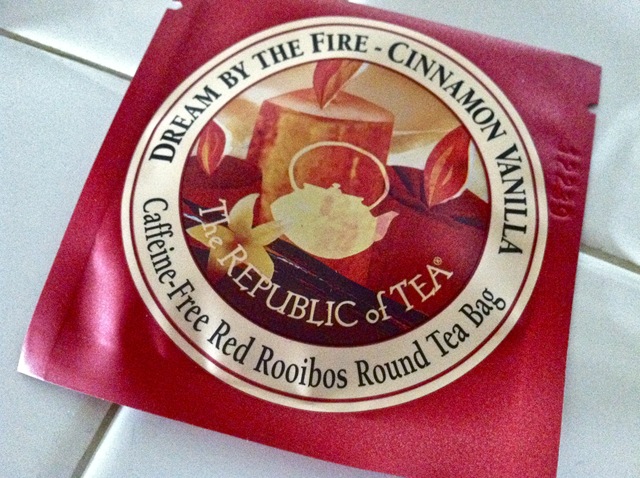 DREAM BY THE FIRE - CINNAMON VANILLA
The REPUBLIC of TEA®
Caffeine-Free Red Rooibos Round Tea Bag